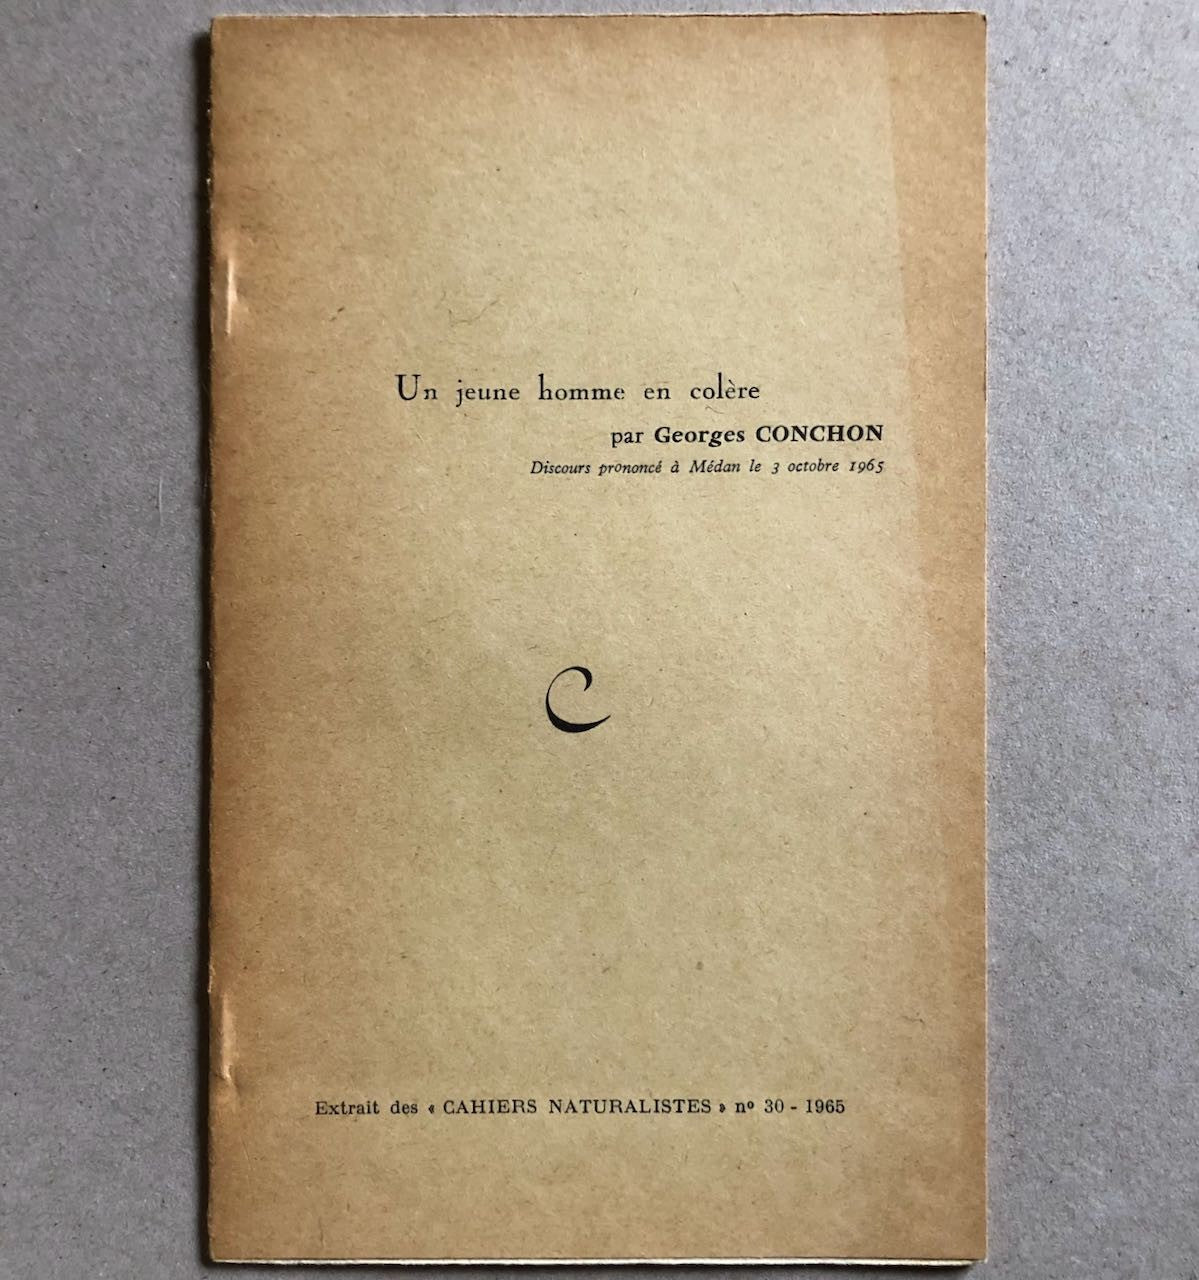 Un jeune homme en colère
par Georges CONCHON
Discours prononcé à Médan le 3 octobre 1965
C
Extrait des « CAHIERS NATURALISTES » nº 30 - 1965